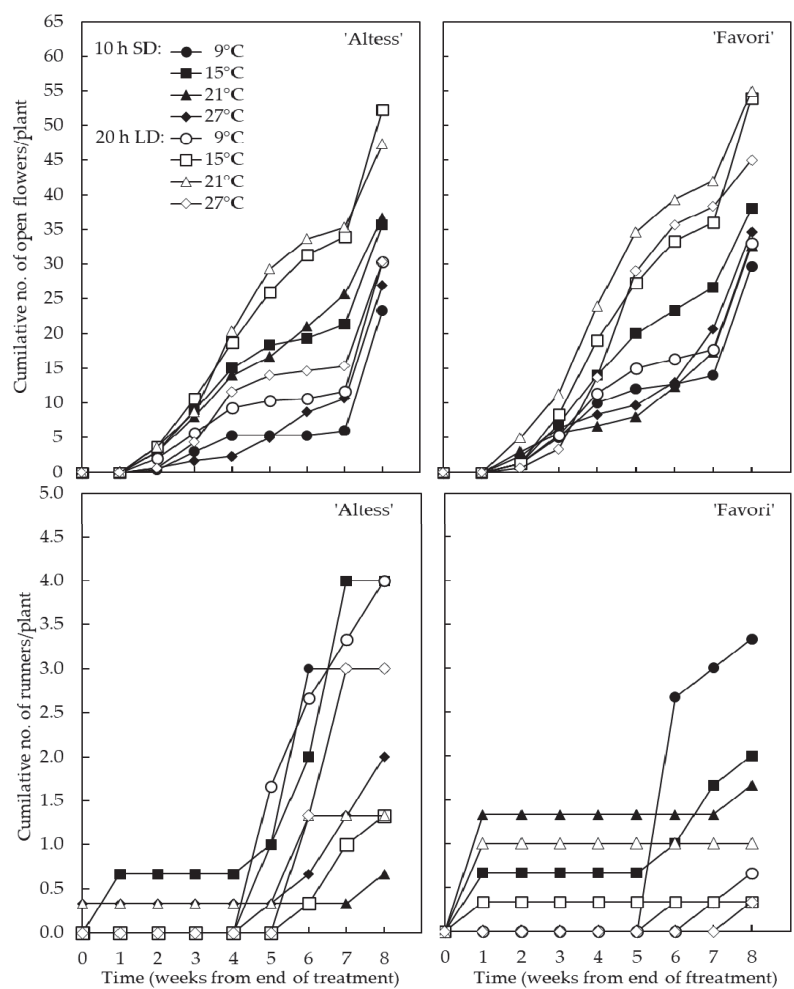 Cumilative no. of open flowers/plant
65
60
55
50
45
40
35
30
25
20
15
10
5
0
'Altess'
10 h SD: 9°C
15°C
21°C
27°C
20 h LD: 9°C
15°C
21°C
27°C
'Favori'
Cumilative no. of runners/plant
5.0
4.5
4.0
3.5
3.0
2.5
2.0
1.5
1.0
0.5
0.0
'Altess'
'Favori'
0 1 2 3 4 5 6 7 8
0 1 2 3 4 5 6 7 8
Time (weeks from end of treatment)
Time (weeks from end of ftreatment)